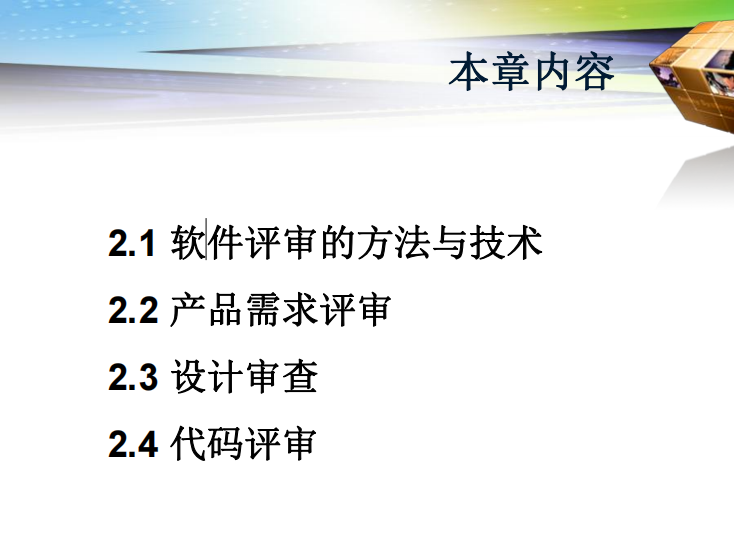 本章内容
2.1 软件评审的方法与技术
2.2 产品需求评审
2.3 设计审查
2.4 代码评审